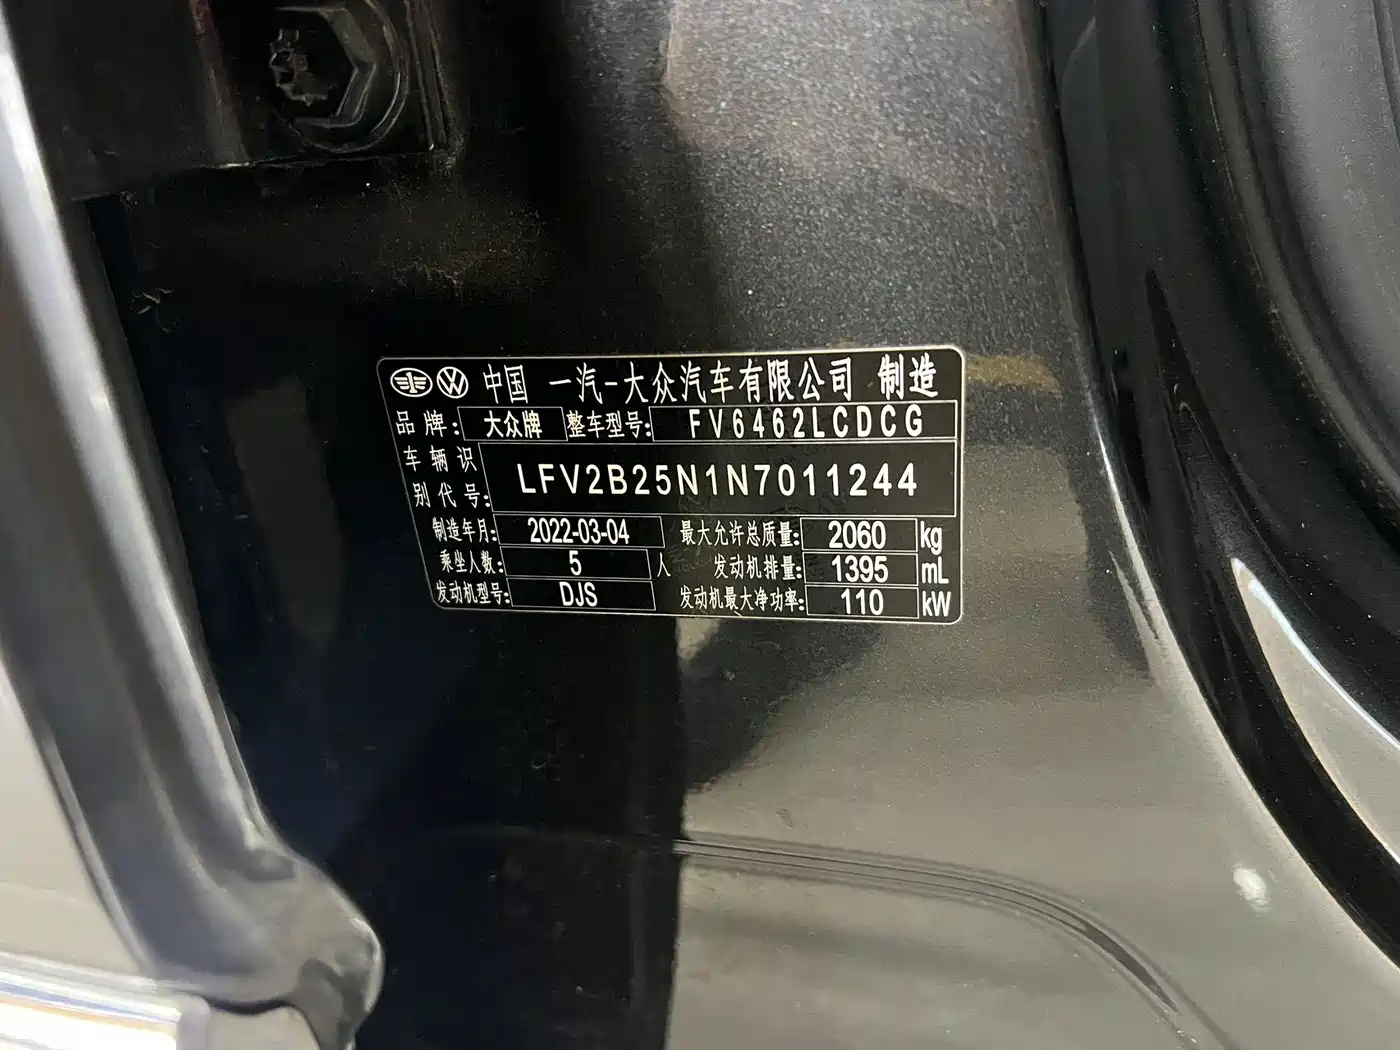 中国 一汽-大众汽车有限公司 制造
品牌: 大众牌 整车型号: FV6462LCDCG
车辆识别代号: LFV2B25N1N7011244
制造年月: 2022-03-04 最大允许总质量: 2060 kg
乘坐人数: 5 人 发动机排量: 1395 mL
发动机型号: DJS 发动机最大净功率: 110 kW